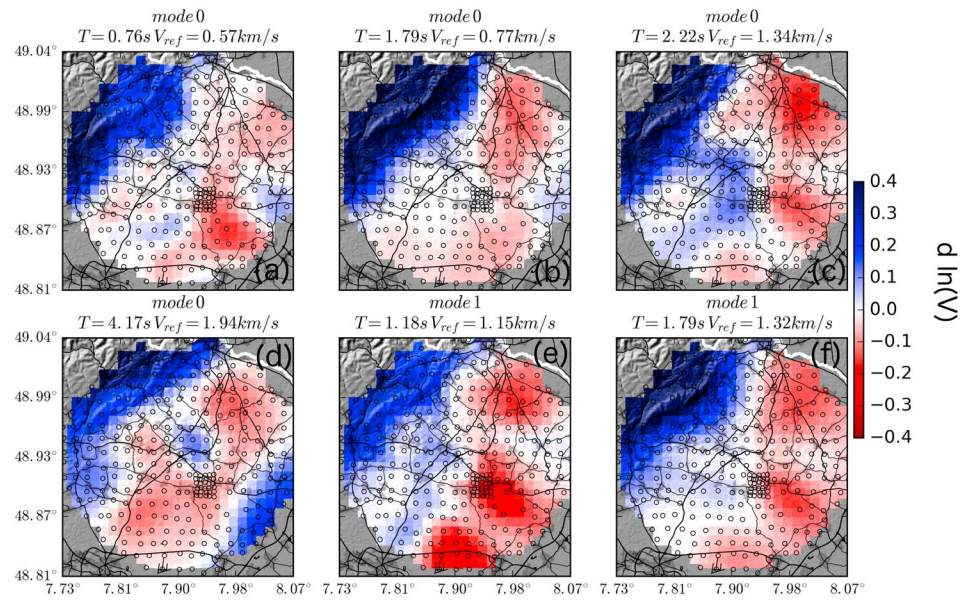 mode 0
T = 0.76s V_ref = 0.57km/s
mode 0
T = 1.79s V_ref = 0.77km/s
mode 0
T = 2.22s V_ref = 1.34km/s
49.04°
48.99°
48.93°
48.87°
48.81°
(a)
(b)
(c)
mode 0
T = 4.17s V_ref = 1.94km/s
mode 1
T = 1.18s V_ref = 1.15km/s
mode 1
T = 1.79s V_ref = 1.32km/s
49.04°
48.99°
48.93°
48.87°
48.81°
(d)
(e)
(f)
7.73 7.81 7.90 7.98 8.07°
7.73 7.81 7.90 7.98 8.07°
7.73 7.81 7.90 7.98 8.07°
0.4
0.3
0.2
0.1
0.0
−0.1
−0.2
−0.3
−0.4
d ln(V)